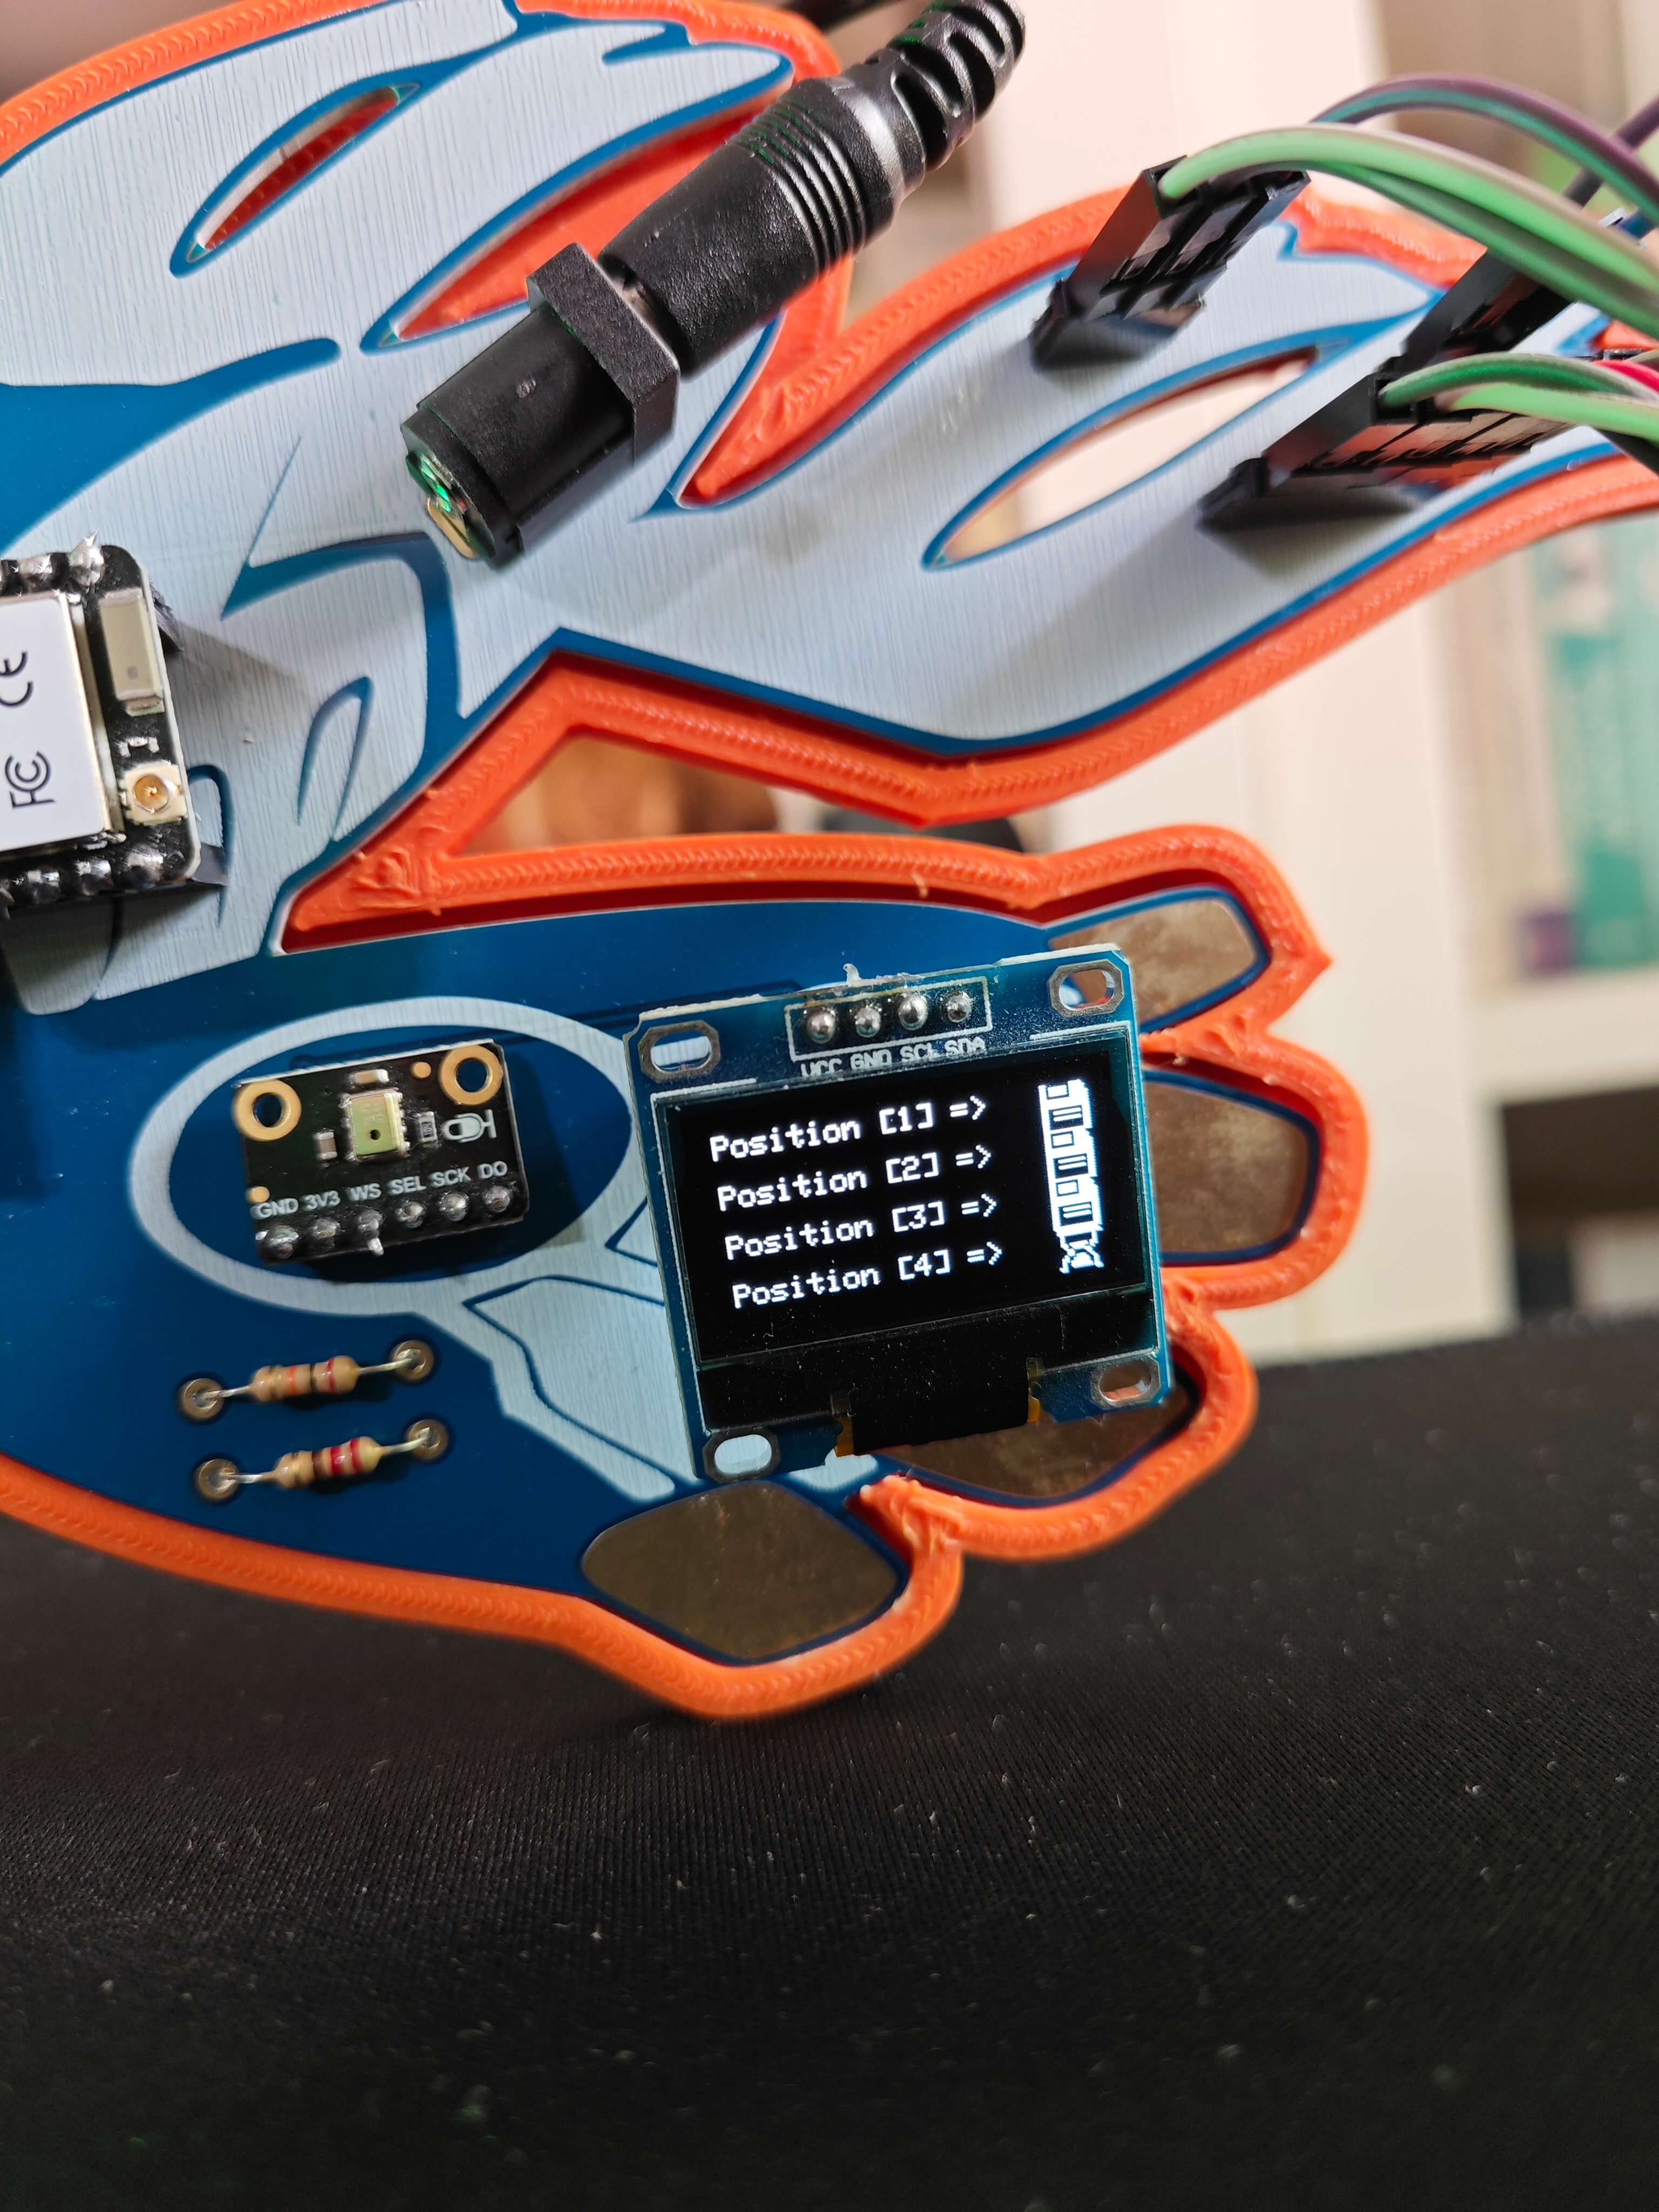 FC CE
GND 3V3 WS SEL SCK DO
VCC GND SCL SDA
Position [1] =>
Position [2] =>
Position [3] =>
Position [4] =>